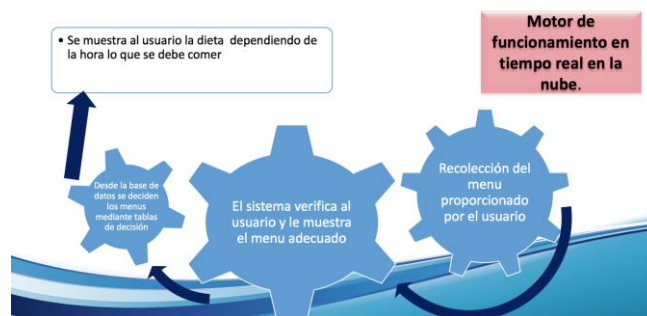 • Se muestra al usuario la dieta dependiendo de
la hora lo que se debe comer
Motor de
funcionamiento en
tiempo real en la
nube.
Desde la base de
datos se deciden
los menus
mediante tablas
de decisión
El sistema verifica al
usuario y le muestra
el menu adecuado
Recolección del
menu
proporcionado
por el usuario